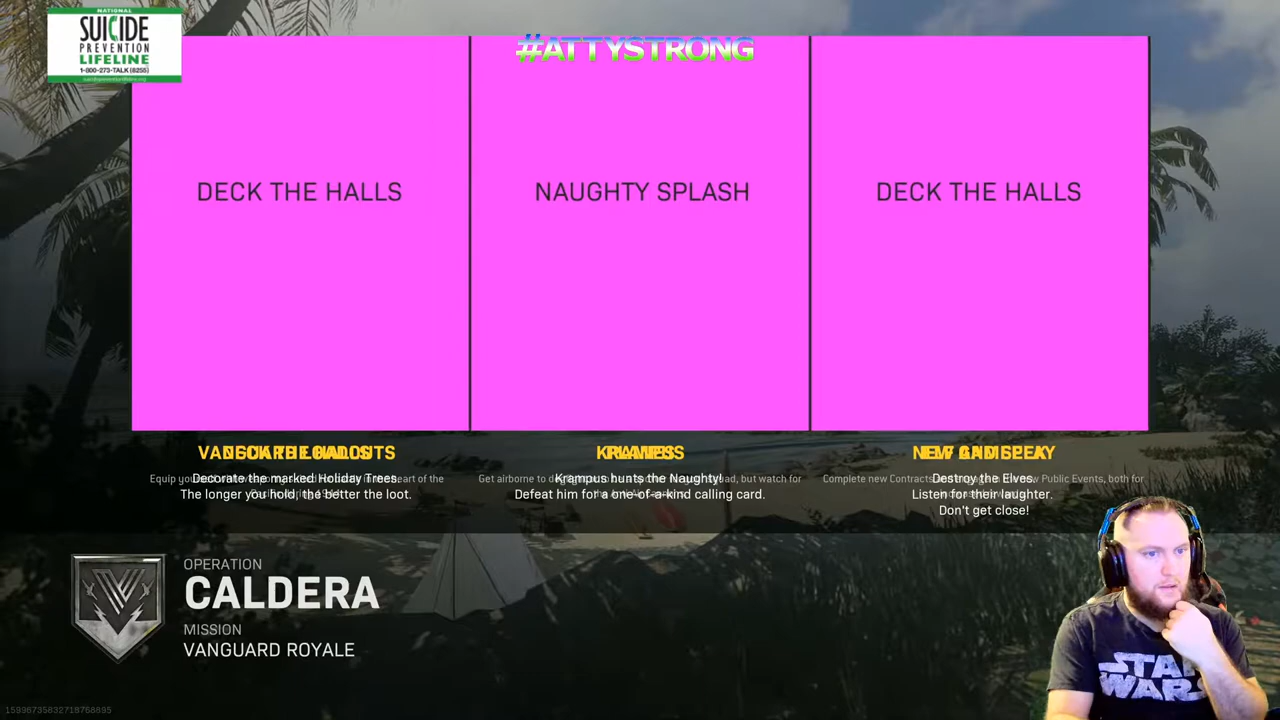 NATIONAL
SUICIDE
PREVENTION
LIFELINE
1-800-273-TALK (8255)
suicidepreventionlifeline.org
#ATTYSTRONG
DECK THE HALLS
NAUGHTY SPLASH
DECK THE HALLS
Decorate the marked Holiday Trees.
The longer you hold, the better the loot.
Krampus hunts the Naughty!
Defeat him for a one-of-a-kind calling card.
Destroy the Elves.
Listen for their laughter.
Don't get close!
OPERATION
CALDERA
MISSION
VANGUARD ROYALE
STAR
WARS